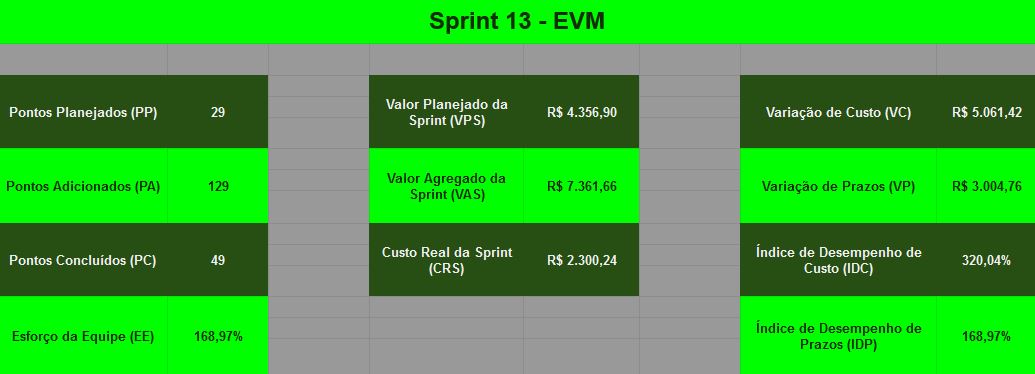 Sprint 13 - EVM
Pontos Planejados (PP) 29
Valor Planejado da
Sprint (VPS) R$ 4.356,90
Variação de Custo (VC) R$ 5.061,42
Pontos Adicionados (PA) 129
Valor Agregado da
Sprint (VAS) R$ 7.361,66
Variação de Prazos (VP) R$ 3.004,76
Pontos Concluídos (PC) 49
Custo Real da Sprint
(CRS) R$ 2.300,24
Índice de Desempenho de
Custo (IDC) 320,04%
Esforço da Equipe (EE) 168,97%
Índice de Desempenho de
Prazos (IDP) 168,97%